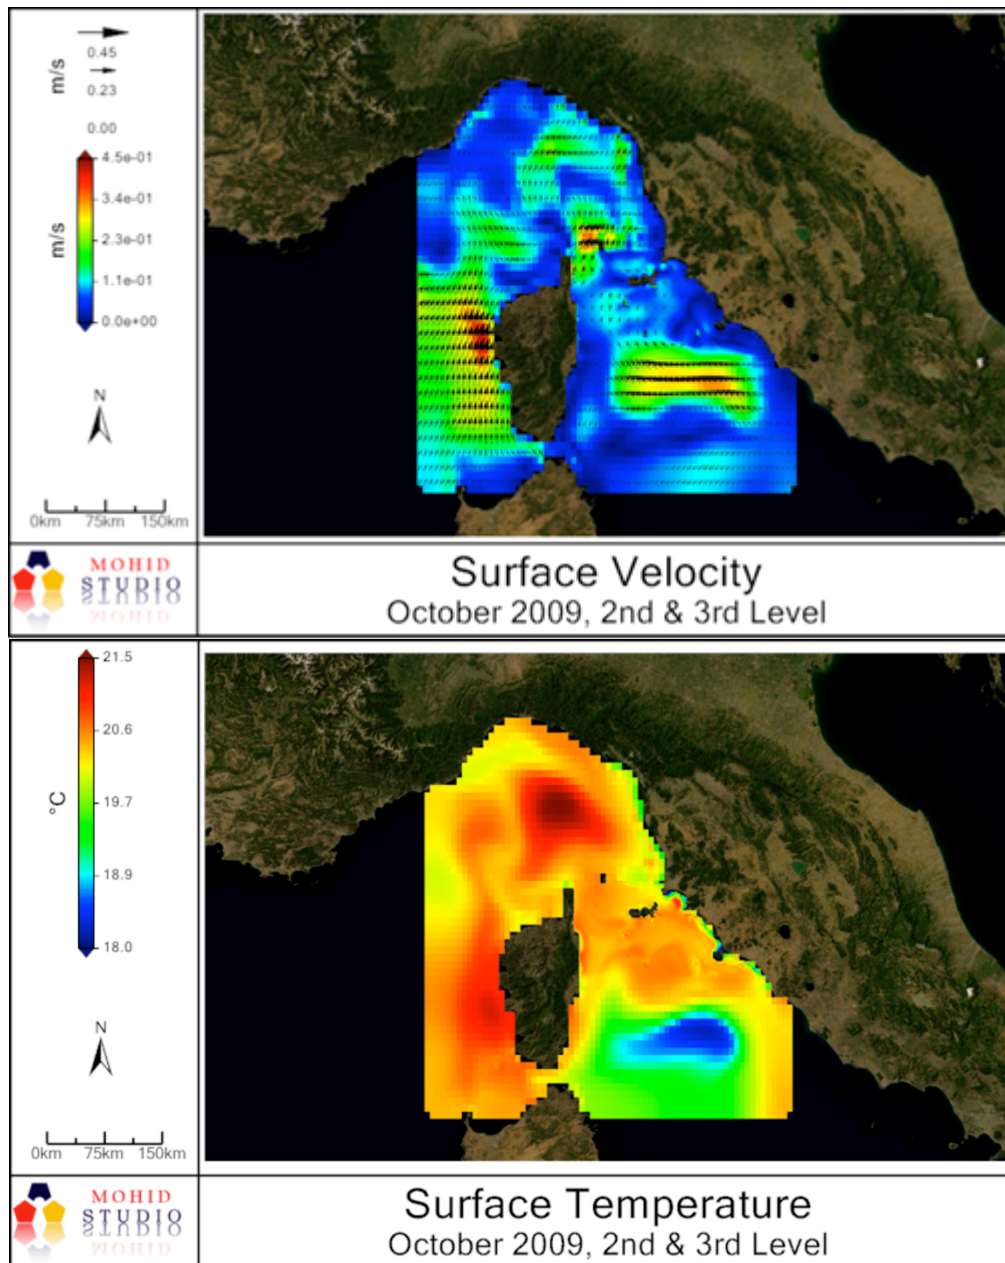 0.45
m/s
0.23
0.00
4.5e-01
3.4e-01
m/s
2.3e-01
1.1e-01
0.0e+00
N
0km 75km 150km
MOHID
STUDIO
Surface Velocity
October 2009, 2nd & 3rd Level
21.5
20.6
°C
19.7
18.9
18.0
N
0km 75km 150km
MOHID
STUDIO
Surface Temperature
October 2009, 2nd & 3rd Level